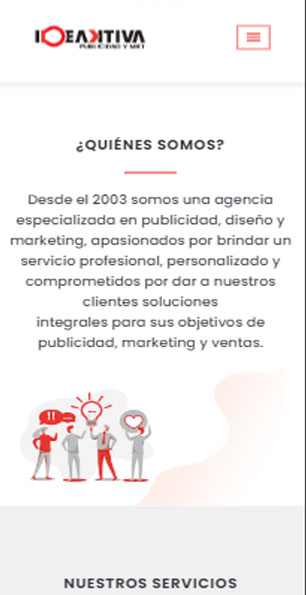 IDEAKTIVA
PUBLICIDAD Y MKT
¿QUIÉNES SOMOS?
Desde el 2003 somos una agencia
especializada en publicidad, diseño y
marketing, apasionados por brindar un
servicio profesional, personalizado y
comprometidos por dar a nuestros
clientes soluciones
integrales para sus objetivos de
publicidad, marketing y ventas.
!!
NUESTROS SERVICIOS